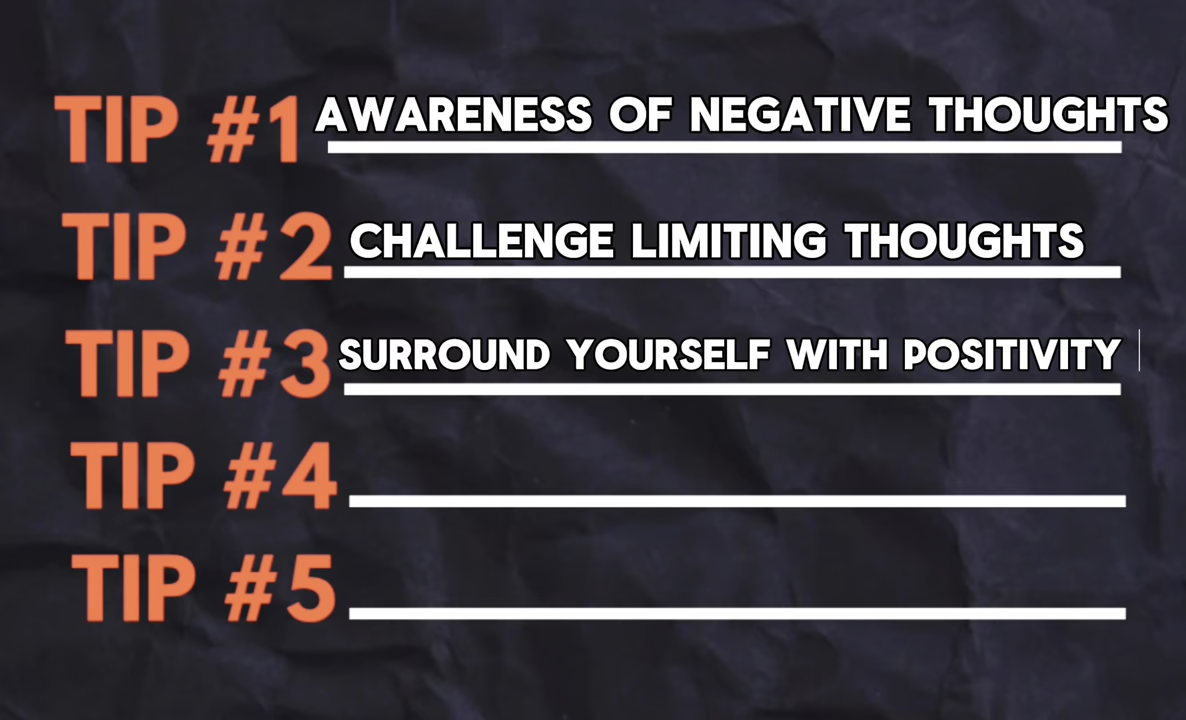 TIP #1 AWARENESS OF NEGATIVE THOUGHTS
TIP #2 CHALLENGE LIMITING THOUGHTS
TIP #3 SURROUND YOURSELF WITH POSITIVITY
TIP #4
TIP #5